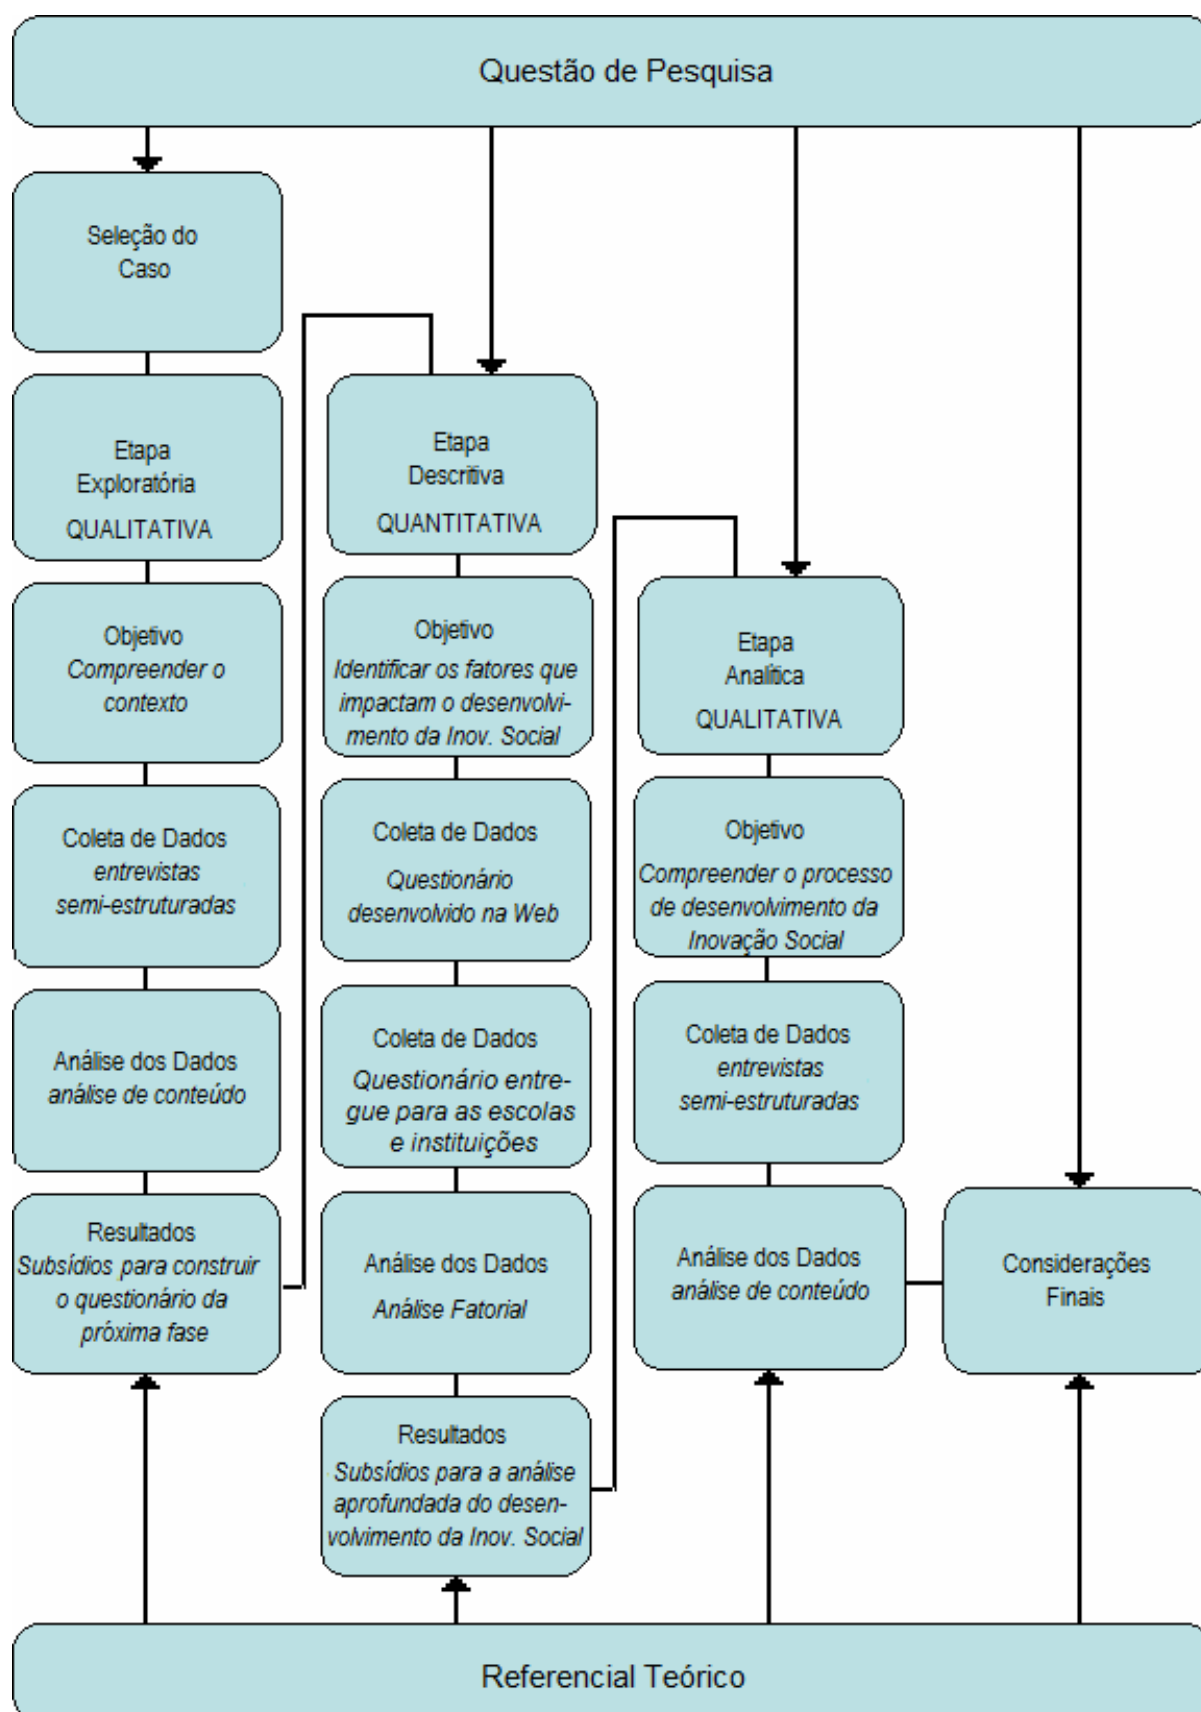 Questão de Pesquisa
Seleção do
Caso
Etapa
Exploratória
QUALITATIVA
Objetivo
Compreender o
contexto
Coleta de Dados
entrevistas
semi-estruturadas
Análise dos Dados
análise de conteúdo
Resultados
Subsídios para construir
o questionário da
próxima fase
Etapa
Descritiva
QUANTITATIVA
Objetivo
Identificar os fatores que
impactam o desenvolvi-
mento da Inov. Social
Coleta de Dados
Questionário
desenvolvido na Web
Coleta de Dados
Questionário entre-
gue para as escolas
e instituições
Análise dos Dados
Análise Fatorial
Resultados
Subsídios para a análise
aprofundada do desen-
volvimento da Inov. Social
Etapa
Analítica
QUALITATIVA
Objetivo
Compreender o processo
de desenvolvimento da
Inovação Social
Coleta de Dados
entrevistas
semi-estruturadas
Análise dos Dados
análise de conteúdo
Considerações
Finais
Referencial Teórico